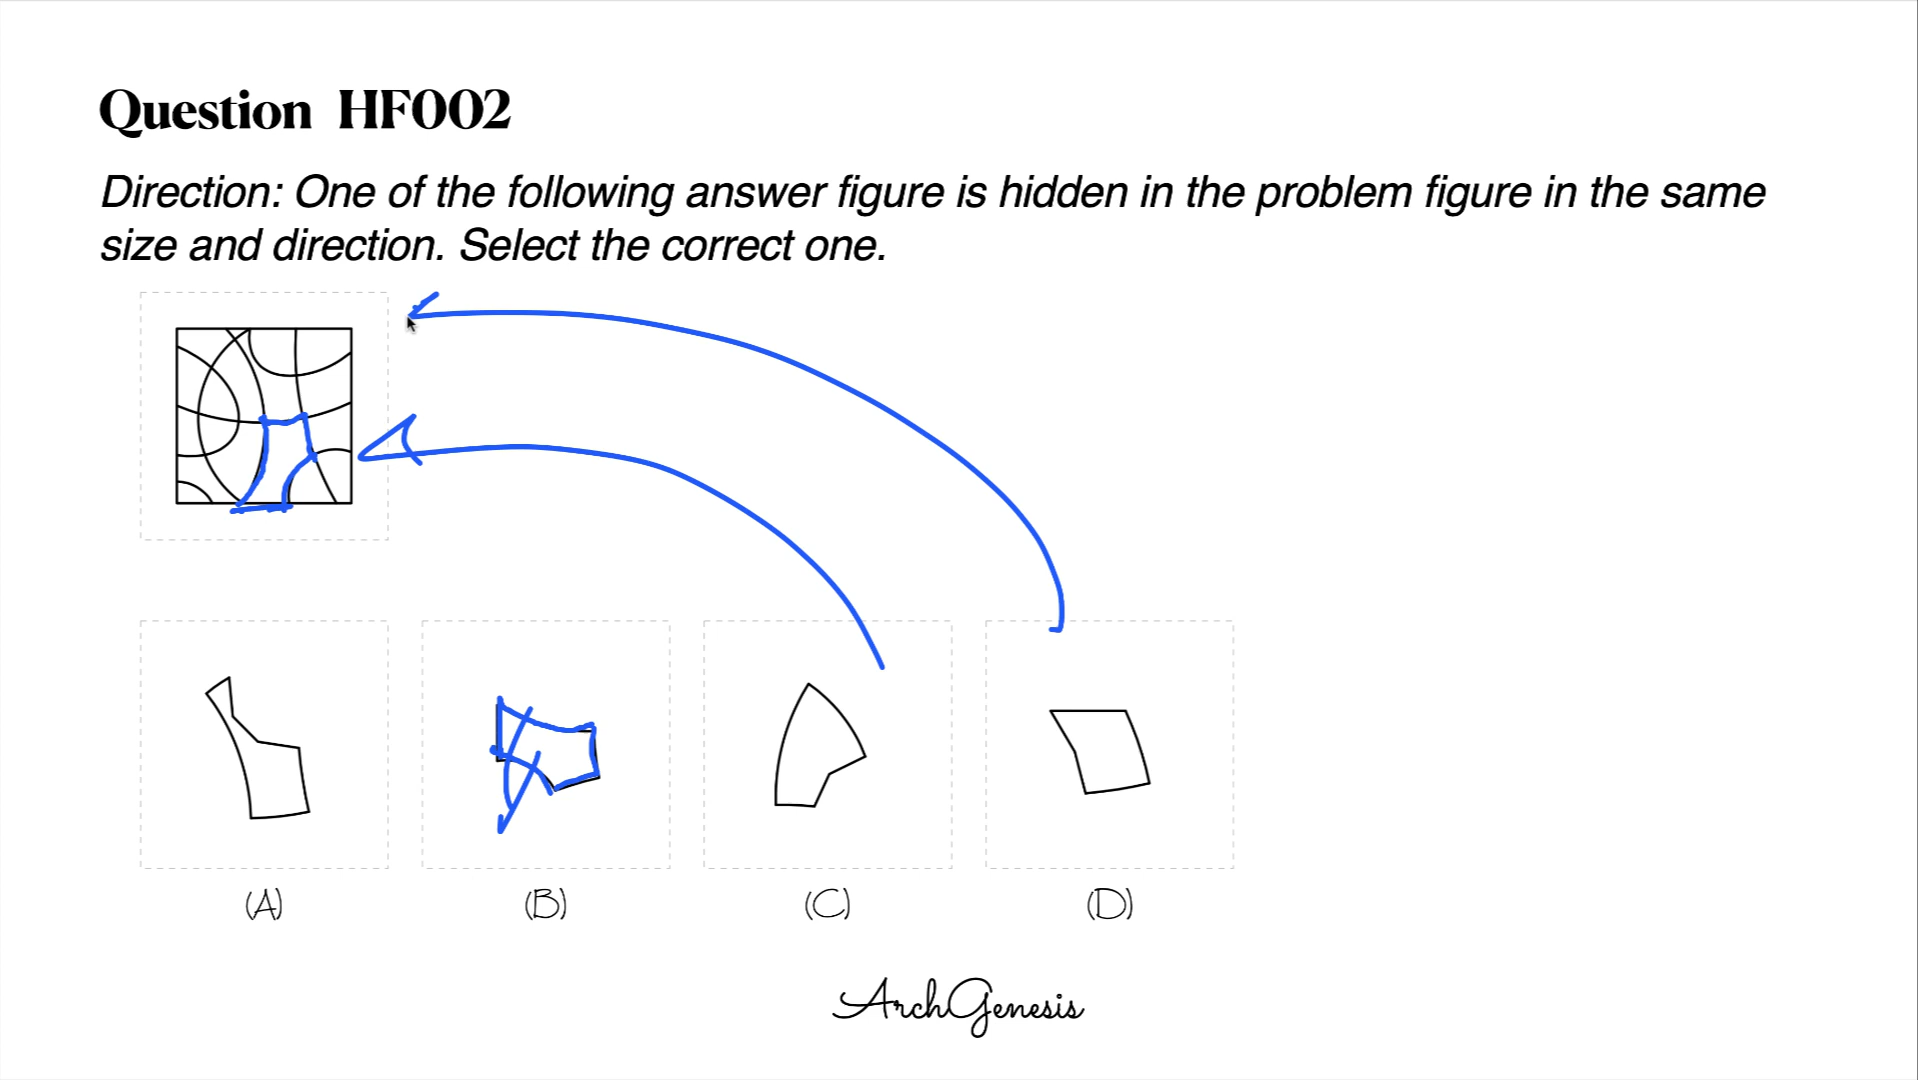 Question HF002
Direction: One of the following answer figure is hidden in the problem figure in the same
size and direction. Select the correct one.
(A) (B) (C) (D)
ArchGenesis